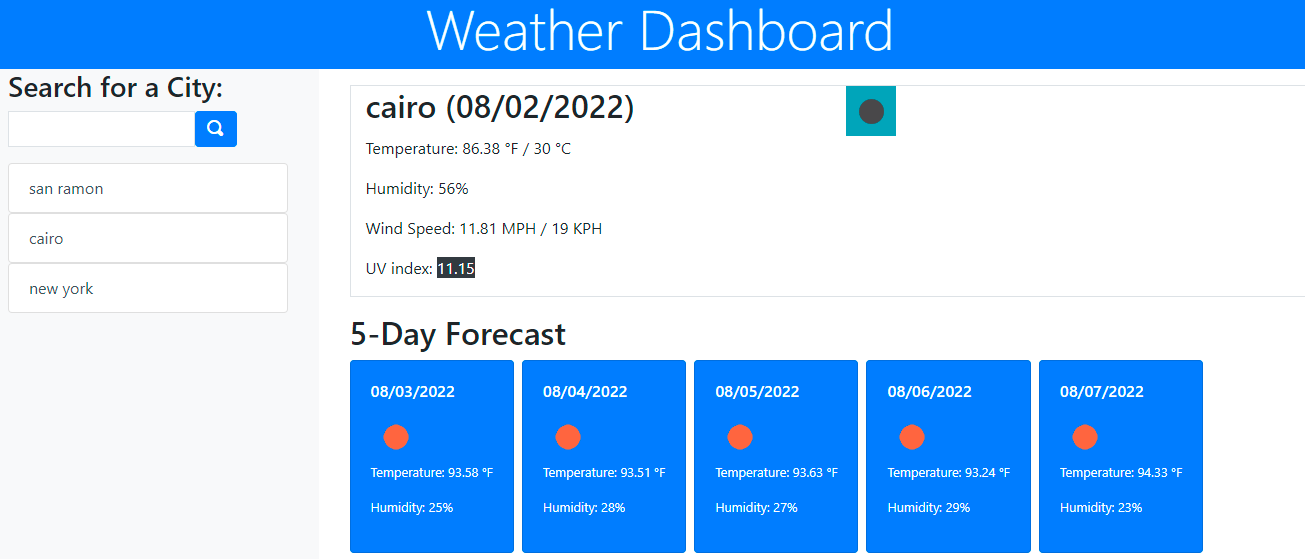 Weather Dashboard
Search for a City:
san ramon
cairo
new york
cairo (08/02/2022)
Temperature: 86.38 °F / 30 °C
Humidity: 56%
Wind Speed: 11.81 MPH / 19 KPH
UV index: 11.15
5-Day Forecast
08/03/2022
Temperature: 93.58 °F
Humidity: 25%
08/04/2022
Temperature: 93.51 °F
Humidity: 28%
08/05/2022
Temperature: 93.63 °F
Humidity: 27%
08/06/2022
Temperature: 93.24 °F
Humidity: 29%
08/07/2022
Temperature: 94.33 °F
Humidity: 23%